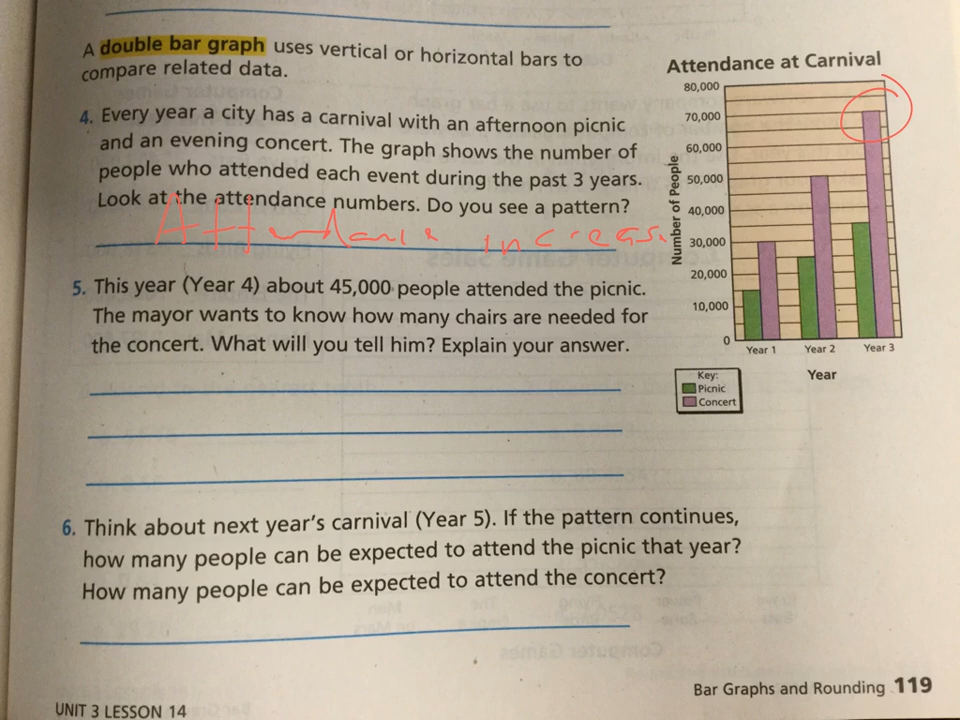 A double bar graph uses vertical or horizontal bars to
compare related data.
4. Every year a city has a carnival with an afternoon picnic
and an evening concert. The graph shows the number of
people who attended each event during the past 3 years.
Look at the attendance numbers. Do you see a pattern?
Attendance increase
5. This year (Year 4) about 45,000 people attended the picnic.
The mayor wants to know how many chairs are needed for
the concert. What will you tell him? Explain your answer.
6. Think about next year's carnival (Year 5). If the pattern continues,
how many people can be expected to attend the picnic that year?
How many people can be expected to attend the concert?
Attendance at Carnival
Number of People
80,000
70,000
60,000
50,000
40,000
30,000
20,000
10,000
0
Year 1 Year 2 Year 3
Year
Key:
Picnic
Concert
Bar Graphs and Rounding 119
UNIT 3 LESSON 14